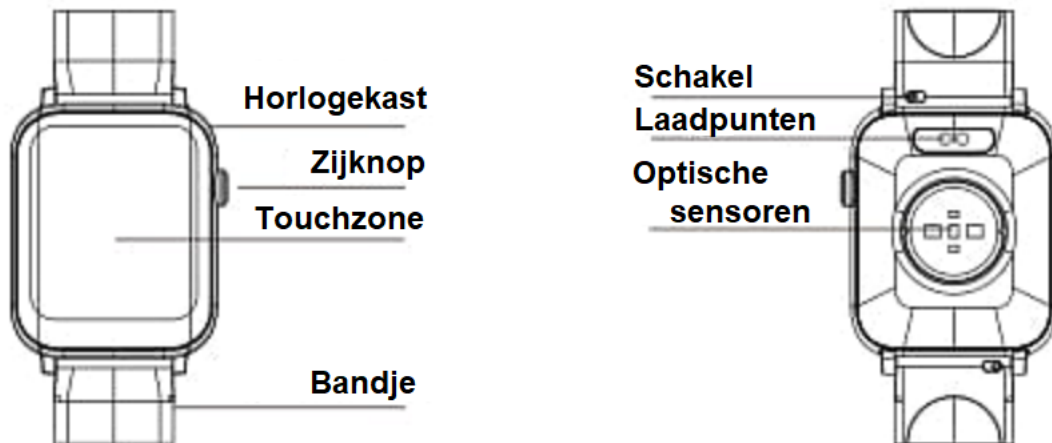 Horlogekast
Zijknop
Touchzone
Bandje
Schakel
Laadpunten
Optische
sensoren